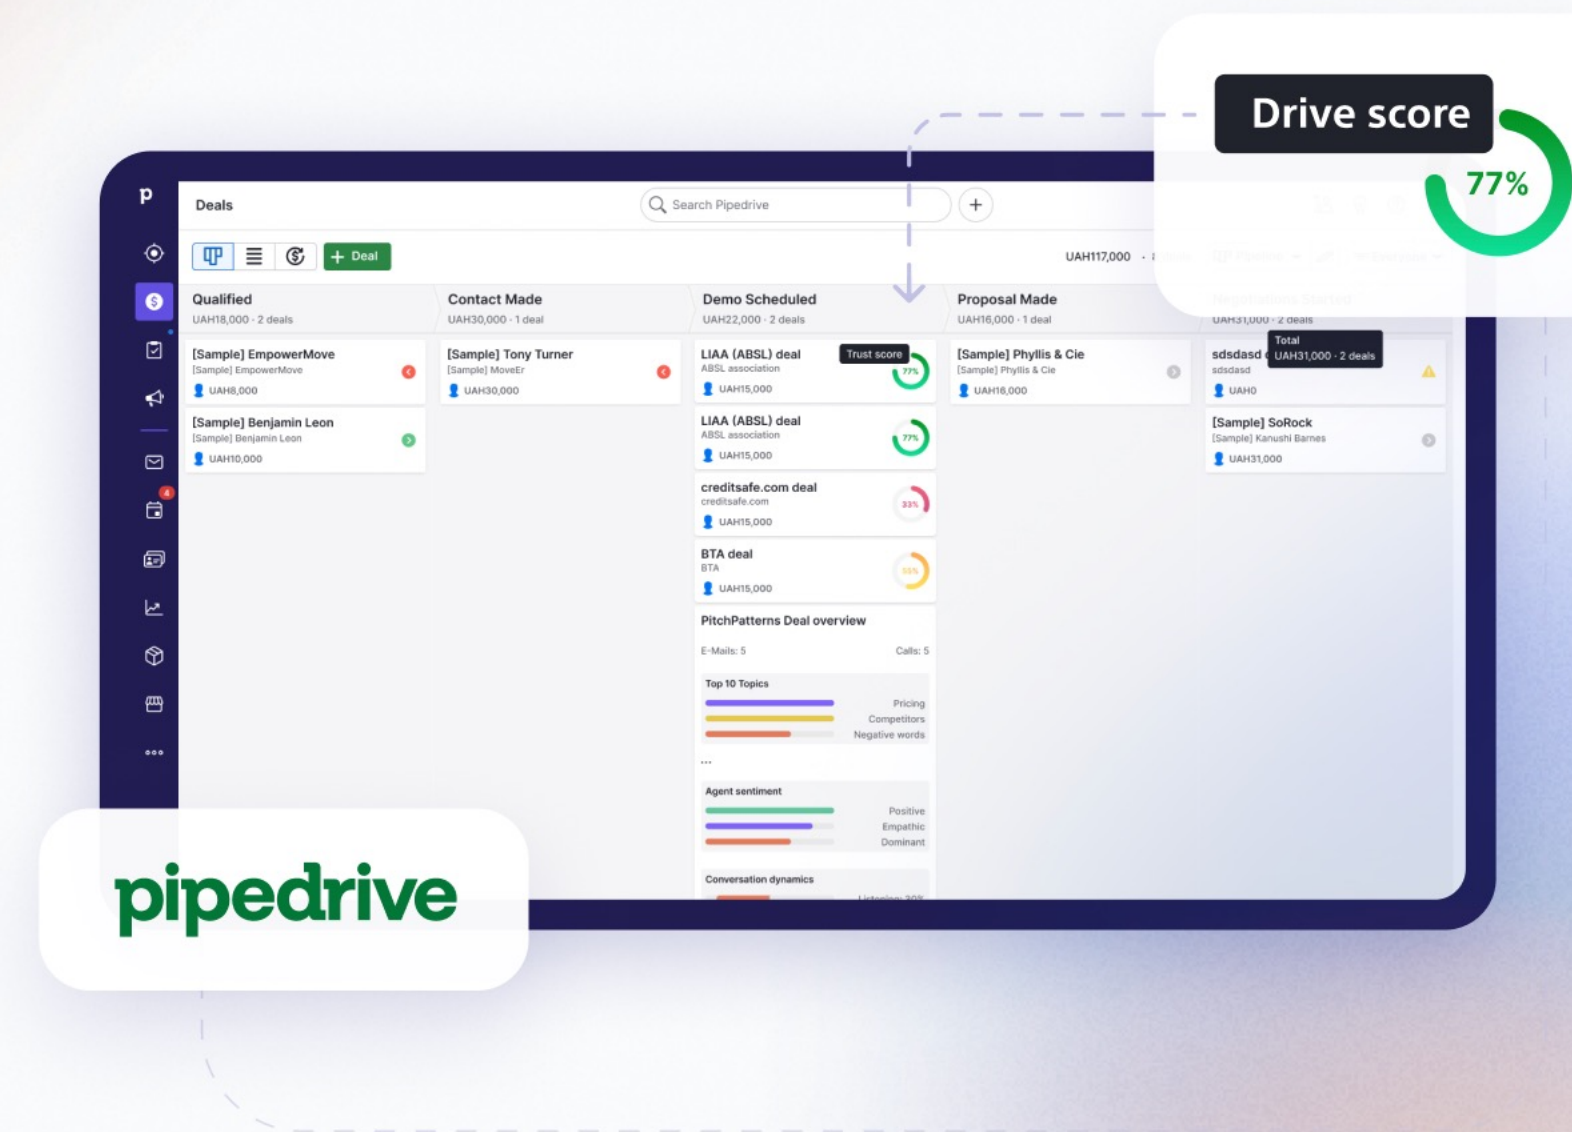 Drive score
77%
p
Deals
Search Pipedrive
+
+ Deal
UAH117,000 ·
Qualified
UAH18,000 · 2 deals
Contact Made
UAH30,000 · 1 deal
Demo Scheduled
UAH22,000 · 2 deals
Proposal Made
UAH16,000 · 1 deal
Negotiations Started
UAH31,000 · 2 deals
[Sample] EmpowerMove
[Sample] EmpowerMove
UAH8,000
[Sample] Benjamin Leon
[Sample] Benjamin Leon
UAH10,000
[Sample] Tony Turner
[Sample] MoveEr
UAH30,000
LIAA (ABSL) deal
ABSL association
UAH15,000
Trust score
77%
LIAA (ABSL) deal
ABSL association
UAH15,000
77%
creditsafe.com deal
creditsafe.com
UAH15,000
33%
BTA deal
BTA
UAH15,000
55%
PitchPatterns Deal overview
E-Mails: 5 Calls: 5
Top 10 Topics
Pricing
Competitors
Negative words
...
Agent sentiment
Positive
Empathic
Dominant
Conversation dynamics
Listening: 30%
[Sample] Phyllis & Cie
[Sample] Phyllis & Cie
UAH16,000
sdsdasd
sdsdasd
UAH0
Total
UAH31,000 · 2 deals
[Sample] SoRock
[Sample] Kanushi Barnes
UAH31,000
4
pipedrive